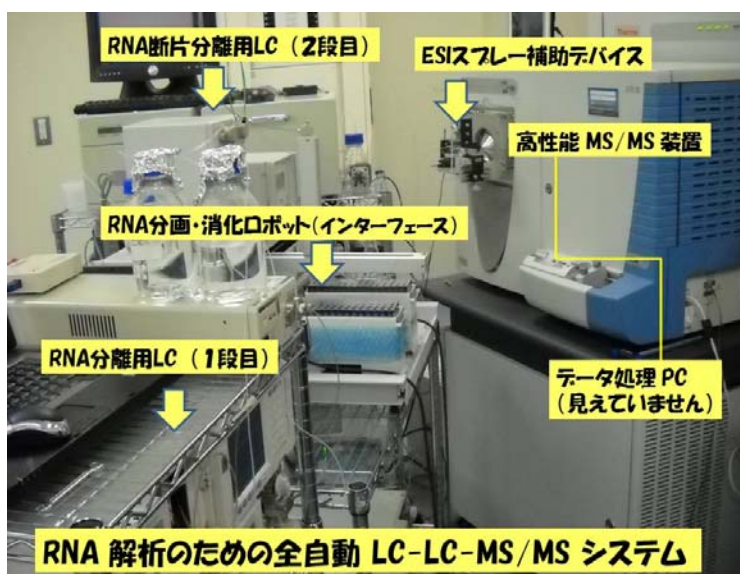 RNA断片分離用LC (2段目)
ESIスプレー補助デバイス
Thermo
高性能 MS/MS 装置
RNA分画・消化ロボット(インターフェース)
RNA分離用LC (1段目)
データ処理 PC
(見えていません)
RNA 解析のための全自動 LC-LC-MS/MS システム